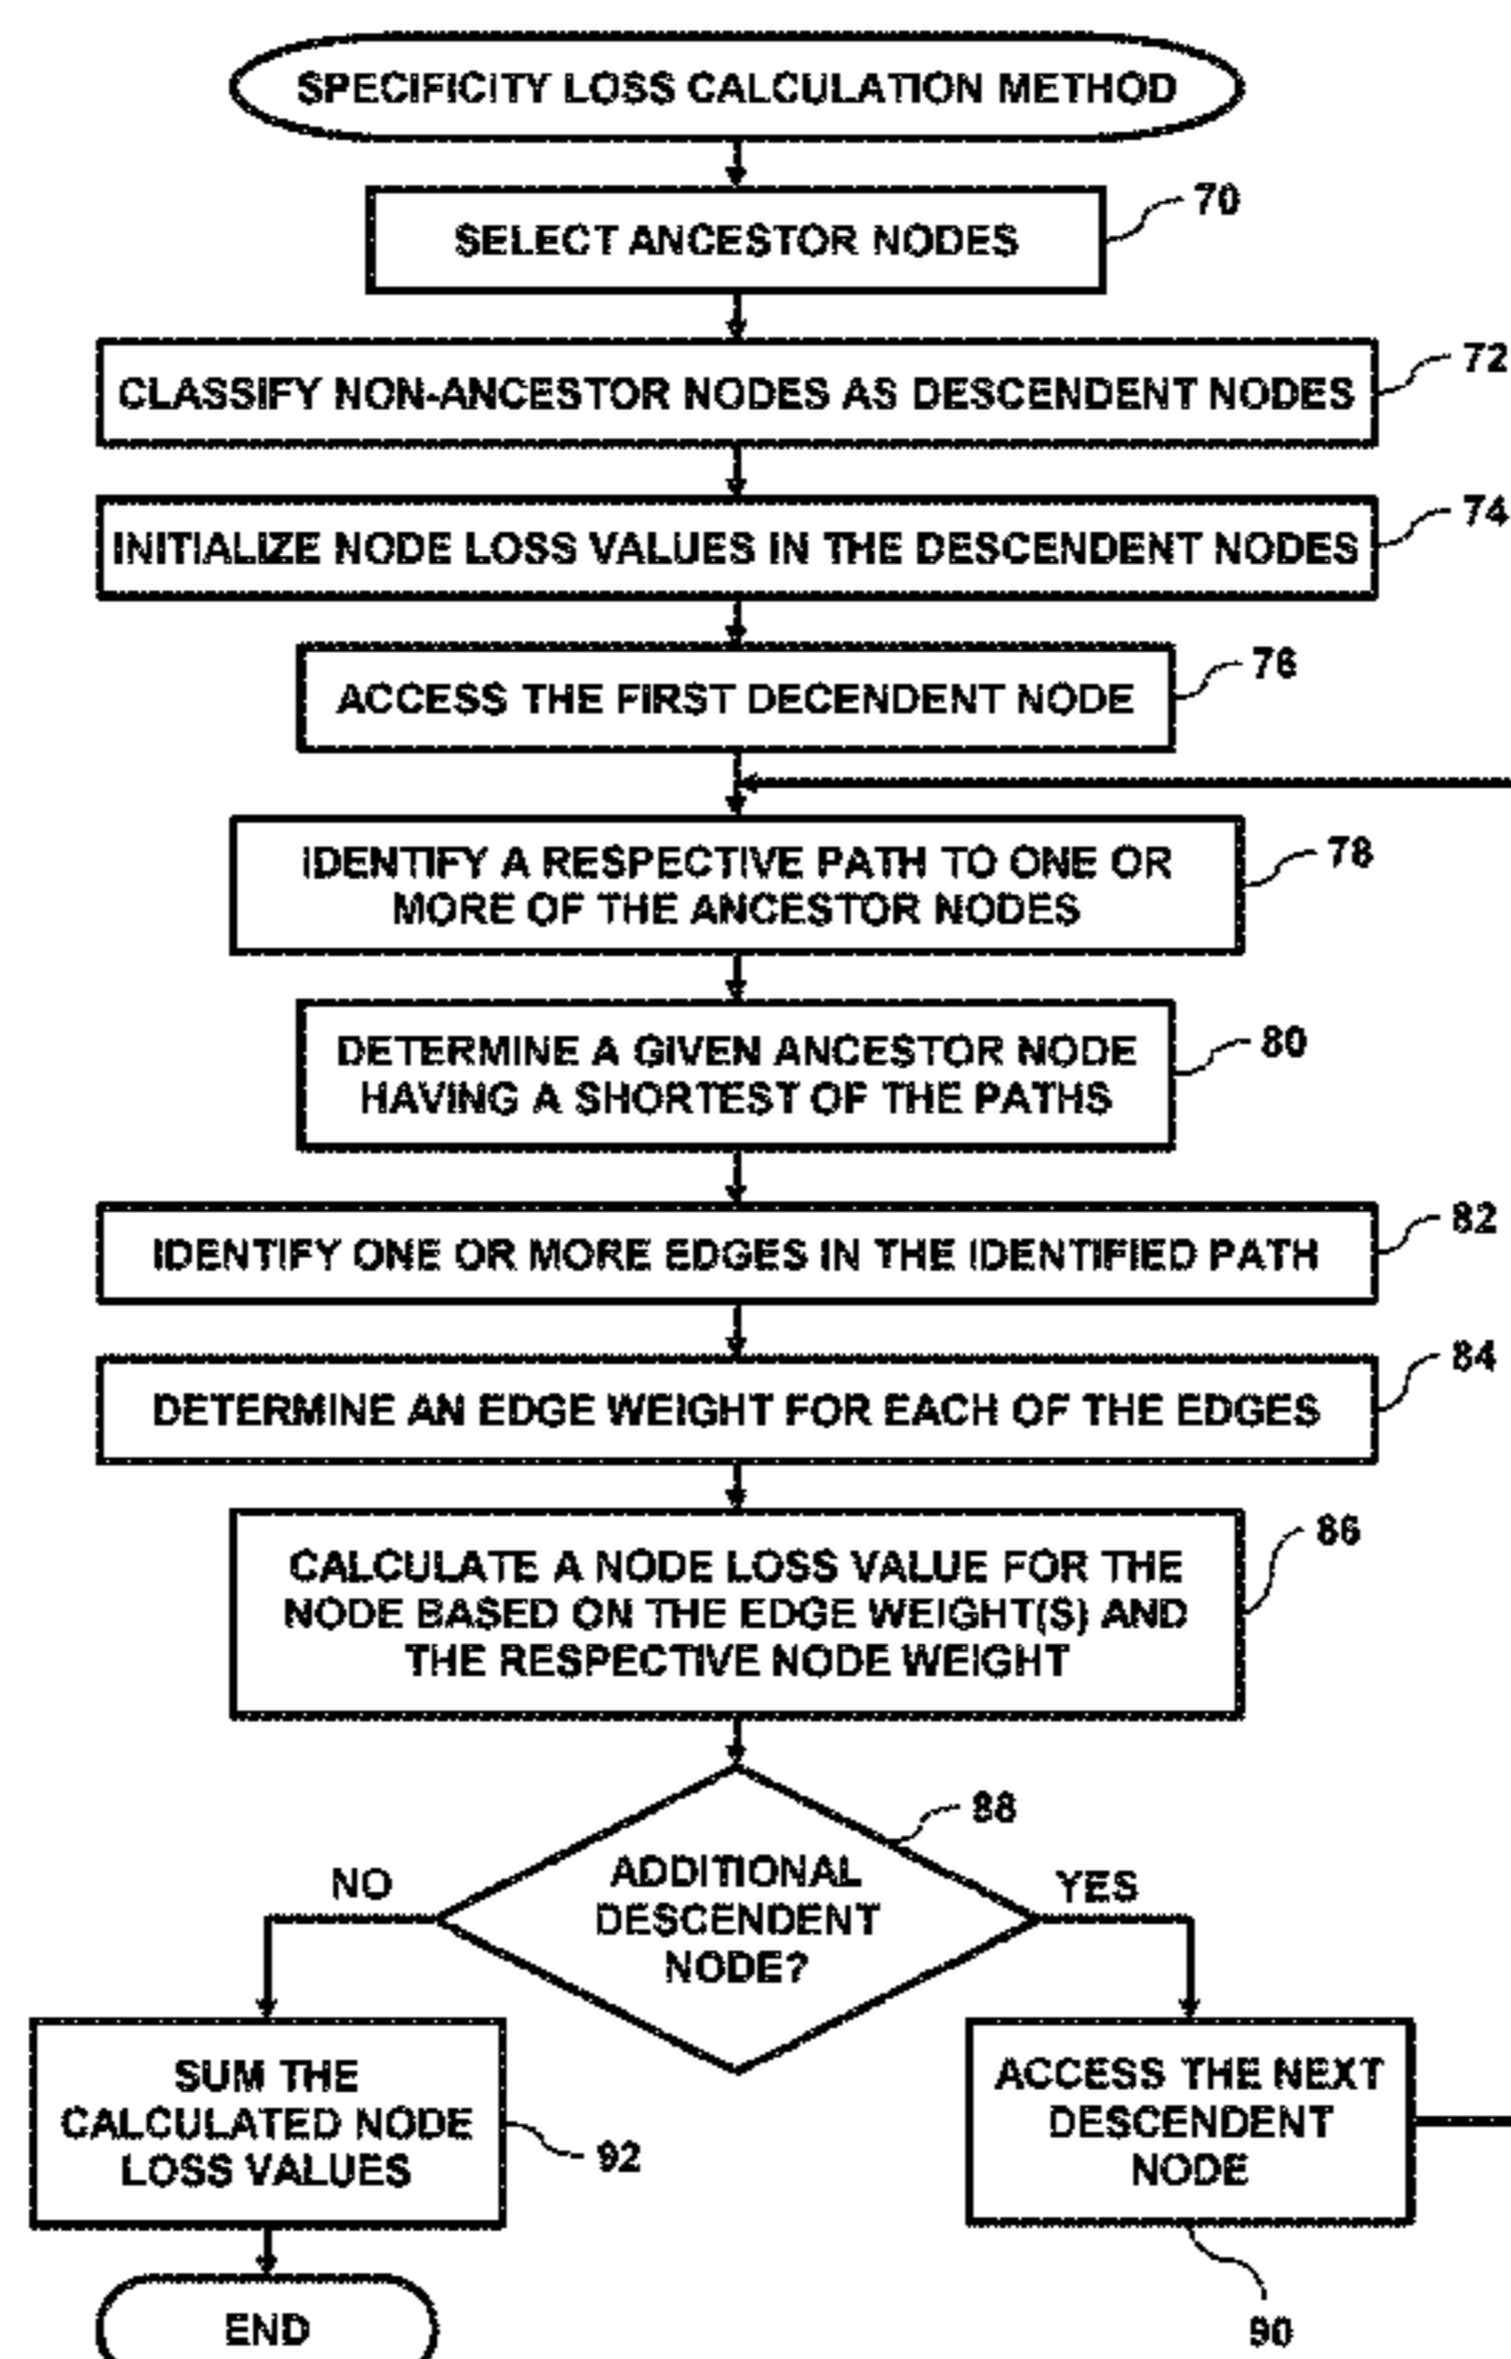 SPECIFICITY LOSS CALCULATION METHOD
SELECT ANCESTOR NODES
70
CLASSIFY NON-ANCESTOR NODES AS DESCENDENT NODES
72
INITIALIZE NODE LOSS VALUES IN THE DESCENDENT NODES
74
ACCESS THE FIRST DECENDENT NODE
76
IDENTIFY A RESPECTIVE PATH TO ONE OR
MORE OF THE ANCESTOR NODES
78
DETERMINE A GIVEN ANCESTOR NODE
HAVING A SHORTEST OF THE PATHS
80
IDENTIFY ONE OR MORE EDGES IN THE IDENTIFIED PATH
82
DETERMINE AN EDGE WEIGHT FOR EACH OF THE EDGES
84
CALCULATE A NODE LOSS VALUE FOR THE
NODE BASED ON THE EDGE WEIGHT(S) AND
THE RESPECTIVE NODE WEIGHT
86
ADDITIONAL
DESCENDENT
NODE?
88
NO
YES
SUM THE
CALCULATED NODE
LOSS VALUES
92
ACCESS THE NEXT
DESCENDENT
NODE
90
END